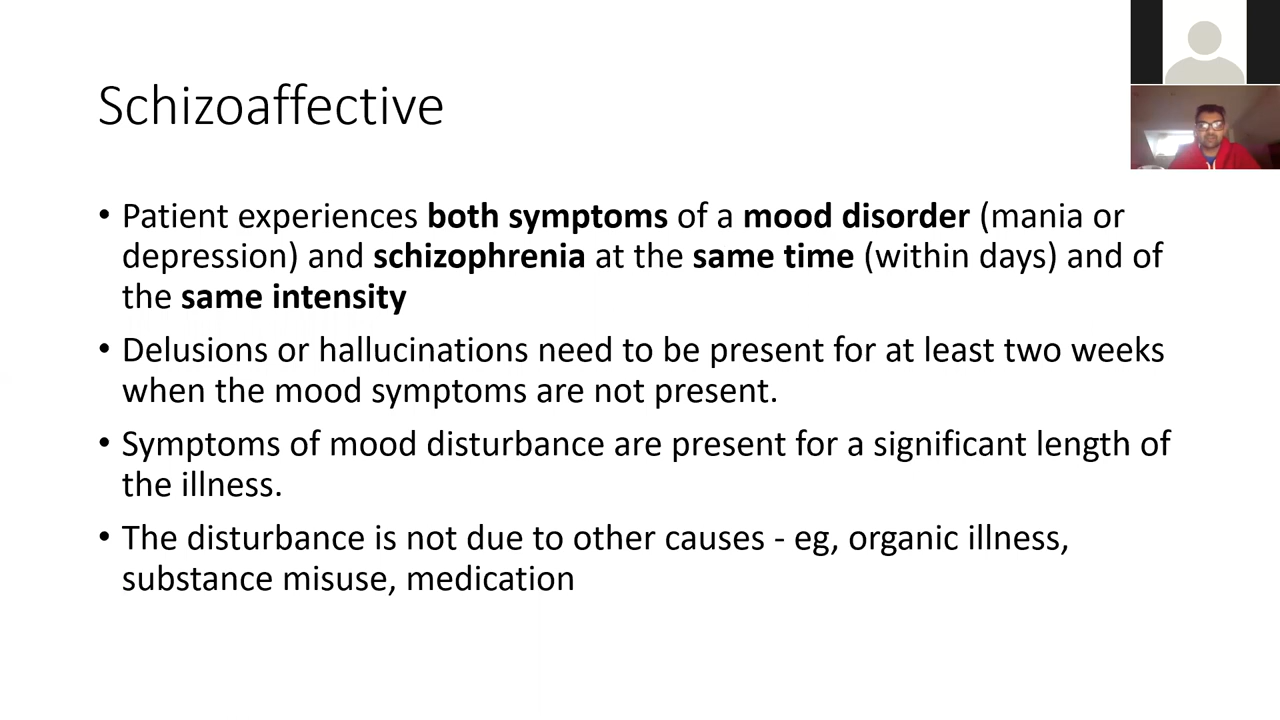 Schizoaffective
• Patient experiences both symptoms of a mood disorder (mania or
depression) and schizophrenia at the same time (within days) and of
the same intensity
• Delusions or hallucinations need to be present for at least two weeks
when the mood symptoms are not present.
• Symptoms of mood disturbance are present for a significant length of
the illness.
• The disturbance is not due to other causes - eg, organic illness,
substance misuse, medication